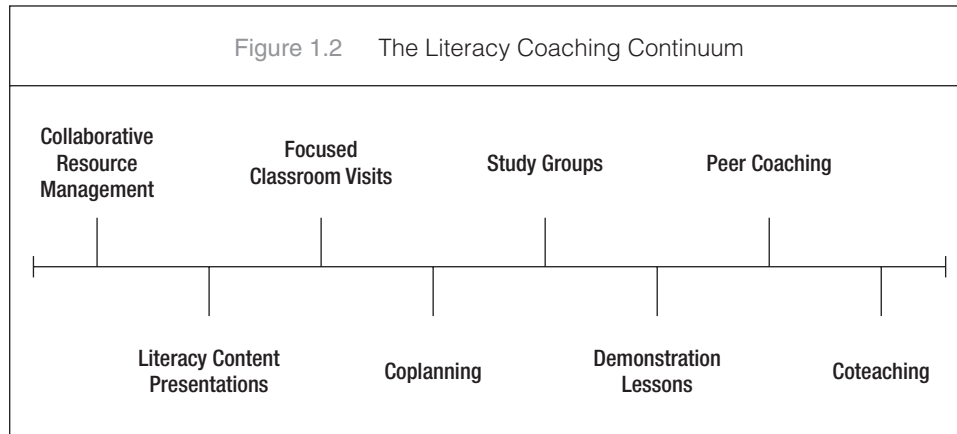 Figure 1.2 The Literacy Coaching Continuum
Collaborative
Resource
Management
Focused
Classroom Visits
Study Groups
Peer Coaching
Literacy Content
Presentations
Coplanning
Demonstration
Lessons
Coteaching